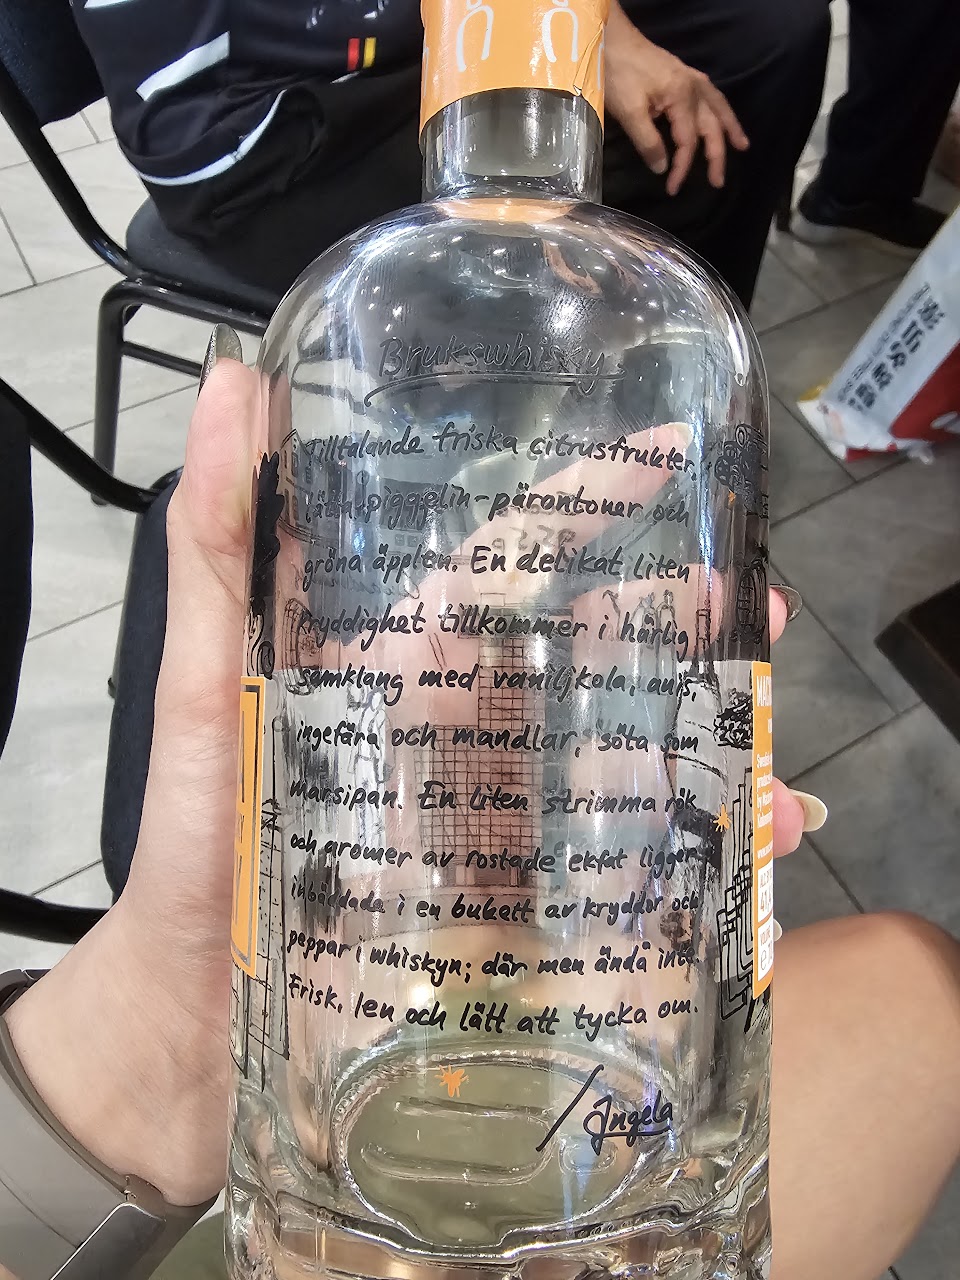 Brukswhisky
Tilltalande friska citrusfrukter,
lätta piggelin-pärontoner och
gröna äpplen. En delikat liten
kryddighet tillkommer i härlig
samklang med vaniljkola, anis,
ingefära och mandlar, söta som
marsipan. En liten strimma rök
och aromer av rostade ekfat ligger
inbäddade i en bukett av kryddor och
peppar i whiskyn; där men ändå inte.
Frisk, len och lätt att tycka om.
/Angela